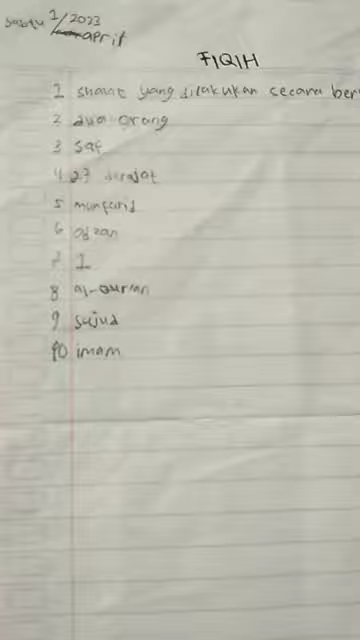 sabtu 1/2023
april
FIQIH
1 shalat yang dilakukan secara ber
2 dua orang
3 saf
4 27 derajat
5 munfarid
6 adzan
7 1
8 al-Quran
9 sujud
10 imam